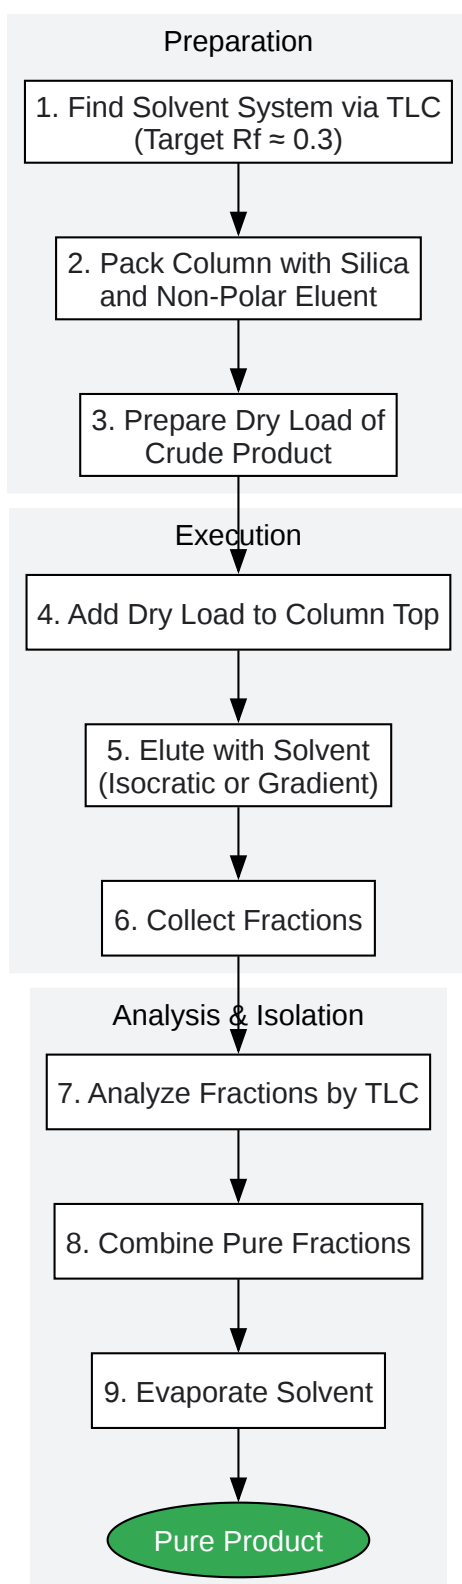 Preparation
1. Find Solvent System via TLC
(Target Rf ≈ 0.3)
2. Pack Column with Silica
and Non-Polar Eluent
3. Prepare Dry Load of
Crude Product
Execution
4. Add Dry Load to Column Top
5. Elute with Solvent
(Isocratic or Gradient)
6. Collect Fractions
Analysis & Isolation
7. Analyze Fractions by TLC
8. Combine Pure Fractions
9. Evaporate Solvent
Pure Product